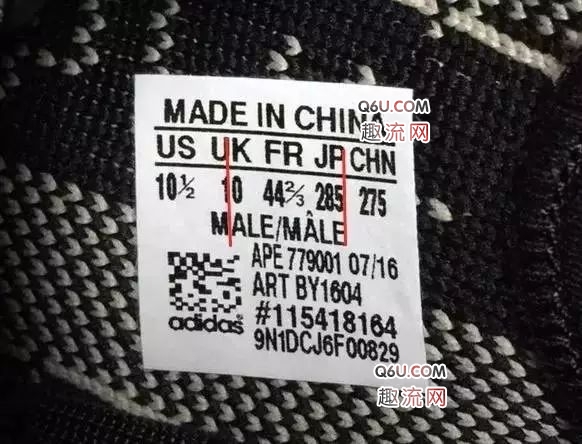 Q6U.COM
趣流网
MADE IN CHINA
US UK FR JP CHN
10½ 10 44⅔ 285 275
MALE/MÂLE
APE 779001 07/16
ART BY1604
#115418164
adidas
9N1DCJ6F00829
Q6U.COM
趣流网